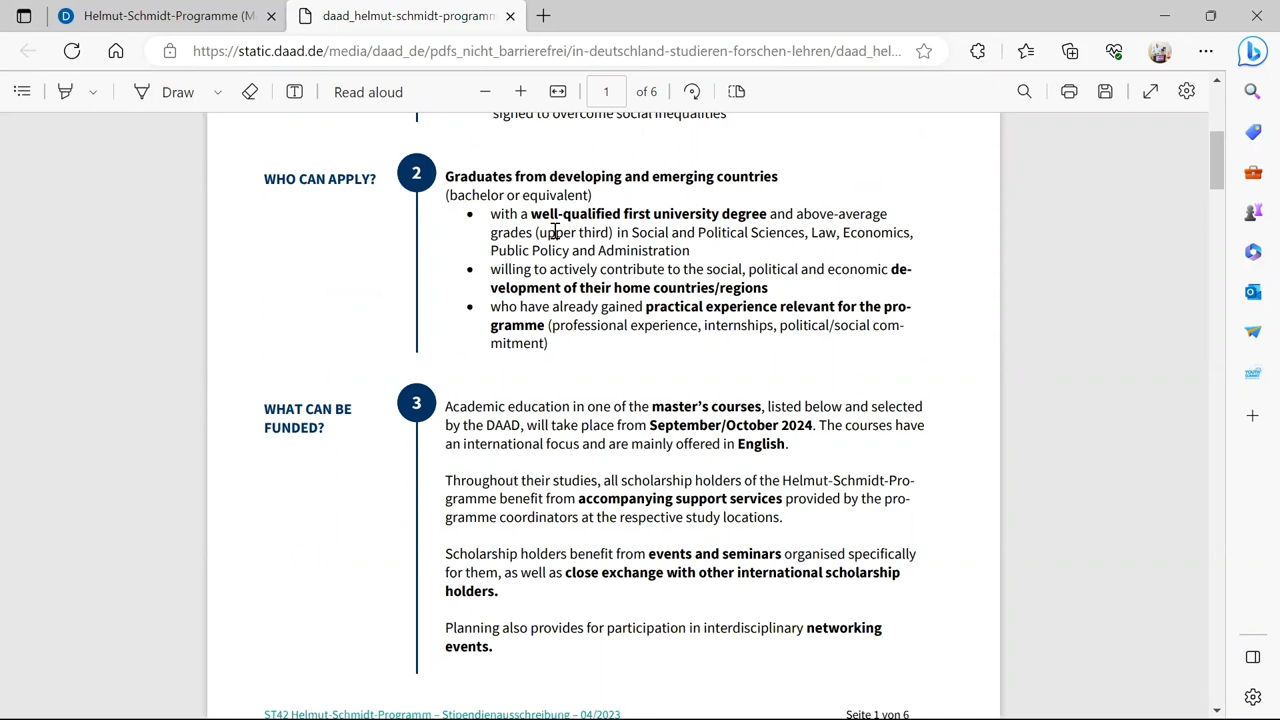 Helmut-Schmidt-Programme (M
daad_helmut-schmidt-programm
https://static.daad.de/media/daad_de/pdfs_nicht_barrierefrei/in-deutschland-studieren-forschen-lehren/daad_hel...
Draw
Read aloud
1
of 6
signed to overcome social inequalities
WHO CAN APPLY?
2
Graduates from developing and emerging countries
(bachelor or equivalent)
• with a well-qualified first university degree and above-average
grades (upper third) in Social and Political Sciences, Law, Economics,
Public Policy and Administration
• willing to actively contribute to the social, political and economic de-
velopment of their home countries/regions
• who have already gained practical experience relevant for the pro-
gramme (professional experience, internships, political/social com-
mitment)
WHAT CAN BE
FUNDED?
3
Academic education in one of the master's courses, listed below and selected
by the DAAD, will take place from September/October 2024. The courses have
an international focus and are mainly offered in English.
Throughout their studies, all scholarship holders of the Helmut-Schmidt-Pro-
gramme benefit from accompanying support services provided by the pro-
gramme coordinators at the respective study locations.
Scholarship holders benefit from events and seminars organised specifically
for them, as well as close exchange with other international scholarship
holders.
Planning also provides for participation in interdisciplinary networking
events.
ST42 Helmut-Schmidt-Programm – Stipendienausschreibung – 04/2023
Seite 1 von 6